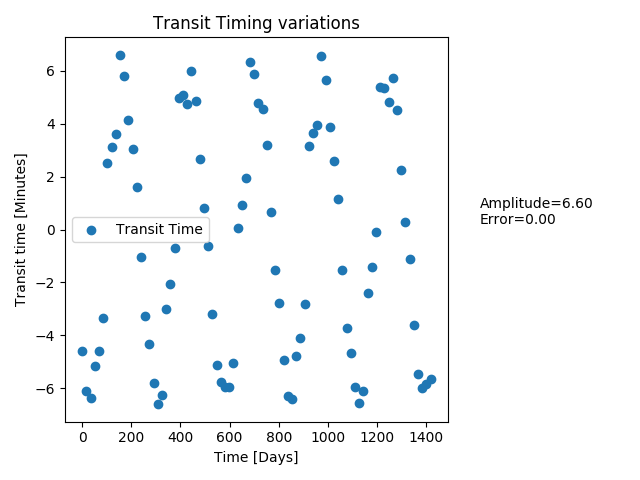 Transit Timing variations
Transit time [Minutes]
6
4
2
0
−2
−4
−6
Transit Time
0 200 400 600 800 1000 1200 1400
Time [Days]
Amplitude=6.60
Error=0.00